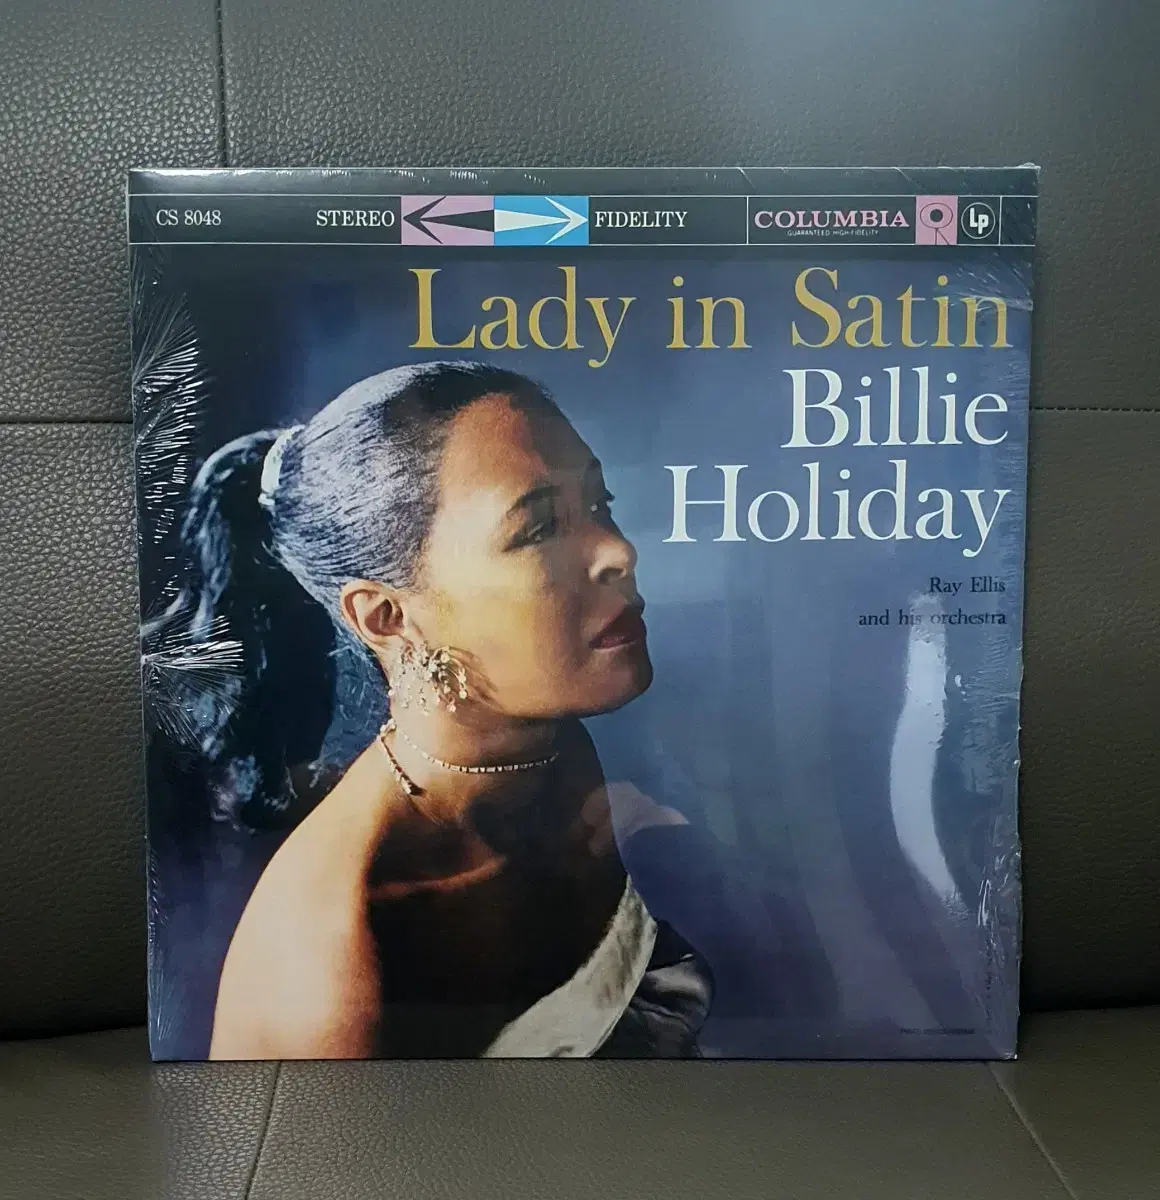 CS 8048 STEREO FIDELITY COLUMBIA Lp
GUARANTEED HIGH-FIDELITY
Lady in Satin
Billie
Holiday
Ray Ellis
and his orchestra